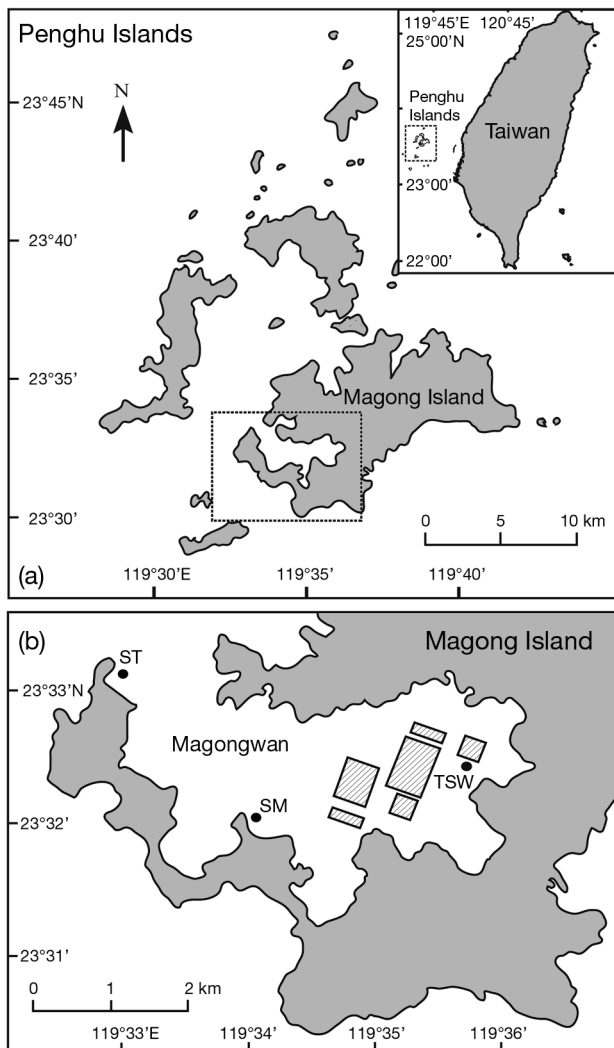 Penghu Islands
119°45'E 120°45'
25°00'N
Penghu
Islands
Taiwan
23°00'
22°00'
N
23°45'N
23°40'
23°35'
23°30'
Magong Island
0 5 10 km
(a)
119°30'E 119°35' 119°40'
(b)
Magong Island
ST
23°33'N
Magongwan
TSW
SM
23°32'
23°31'
0 1 2 km
119°33'E 119°34' 119°35' 119°36'